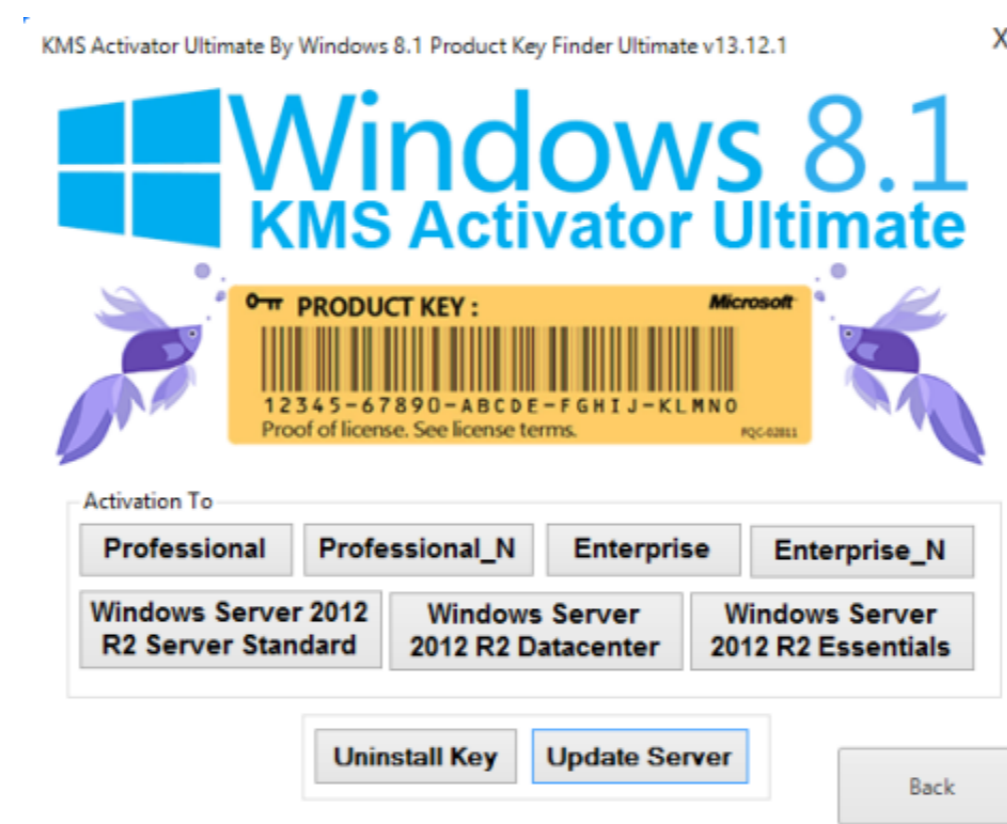 KMS Activator Ultimate By Windows 8.1 Product Key Finder Ultimate v13.12.1
X
Windows 8.1
KMS Activator Ultimate
PRODUCT KEY :
Microsoft
12345-67890-ABCDE-FGHIJ-KLMNO
Proof of license. See license terms.
FQC-02811
Activation To
Professional
Professional_N
Enterprise
Enterprise_N
Windows Server 2012
R2 Server Standard
Windows Server
2012 R2 Datacenter
Windows Server
2012 R2 Essentials
Uninstall Key
Update Server
Back